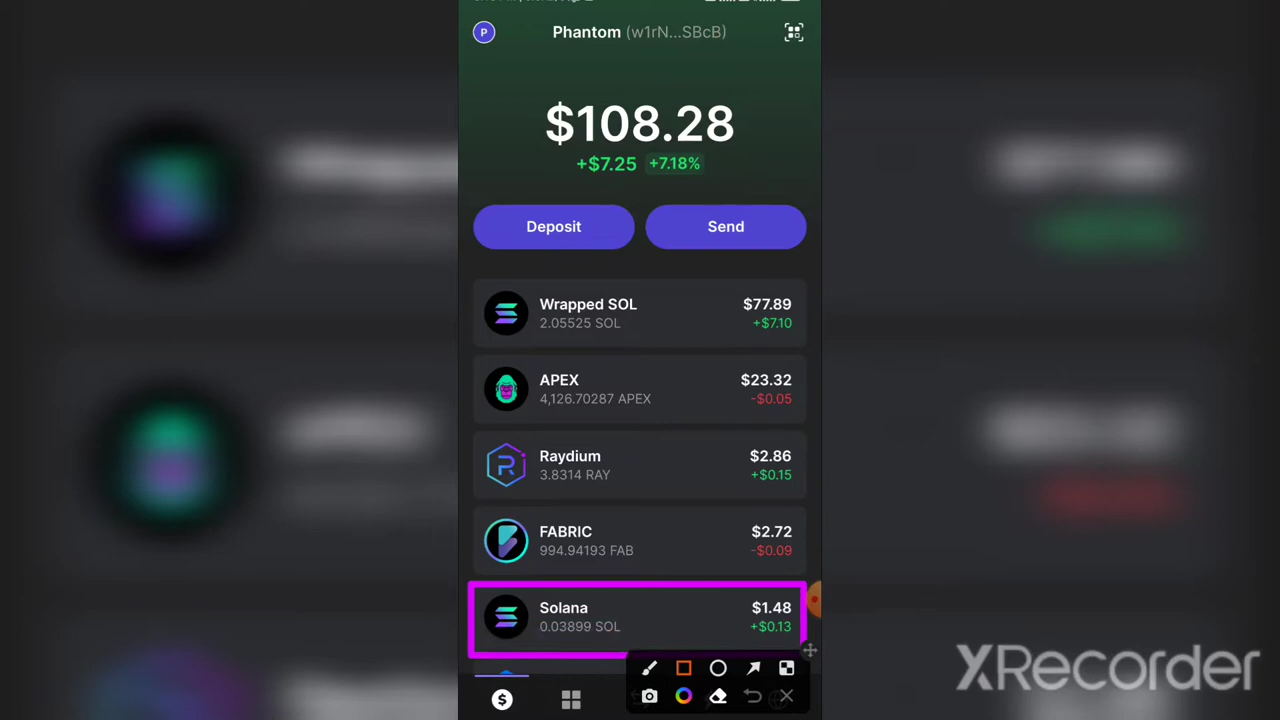 P
Phantom (w1rN...SBcB)
$108.28
+$7.25 +7.18%
Deposit Send
Wrapped SOL $77.89
2.05525 SOL +$7.10
APEX $23.32
4,126.70287 APEX -$0.05
Raydium $2.86
3.8314 RAY +$0.15
FABRIC $2.72
994.94193 FAB -$0.09
Solana $1.48
0.03899 SOL +$0.13
XRecorder